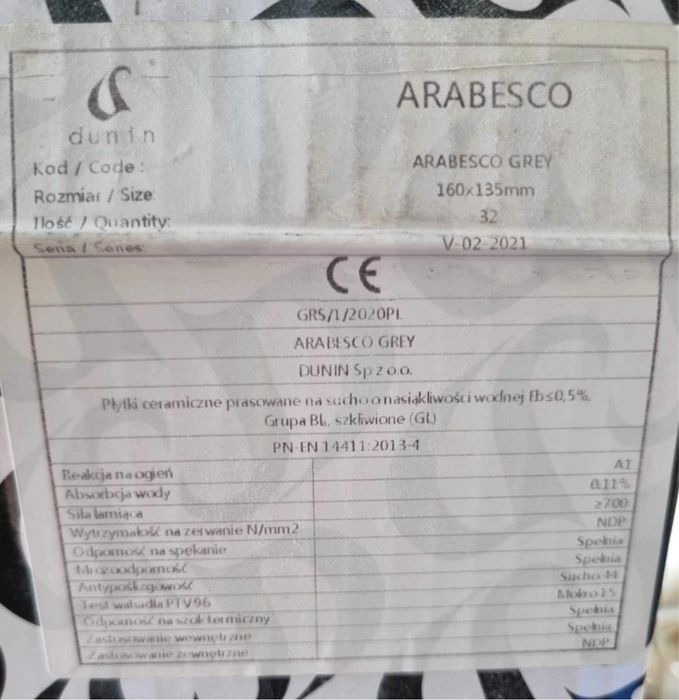 dunin
ARABESCO
Kod / Code : ARABESCO GREY
Rozmiar / Size: 160x135mm
Ilość / Quantity: 32
Seria / Series: V-02-2021
CE
GRS/1/2020PL
ARABESCO GREY
DUNIN Sp z o.o.
Płytki ceramiczne prasowane na sucho o nasiąkliwości wodnej Eb≤0,5%.
Grupa BI, szkliwione (GL)
PN-EN 14411:2013-4
Reakcja na ogień A1
Absorbcja wody 0.11%
Siła łamiąca ≥700
Wytrzymałość na zerwanie N/mm2 NDP
Odporność na spękanie Spełnia
Mrozoodporność Spełnia
Antypoślizgowość Sucho
Test wahadła PTV96 Mokro 15
Odporność na szok termiczny Spełnia
Zastosowanie wewnętrzne Spełnia
Zastosowanie zewnętrzne NDP